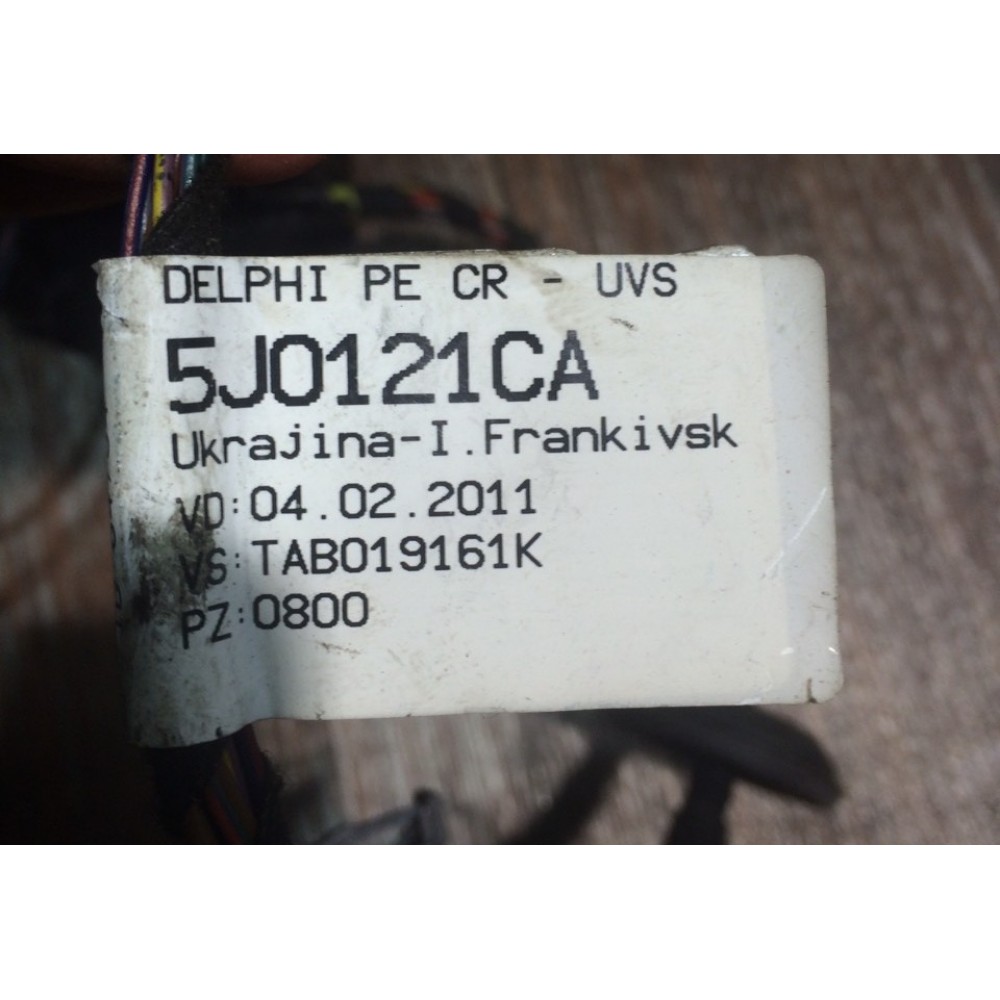 DELPHI PE CR - UVS
5J0121CA
Ukrajina-I.Frankivsk
VD:04.02.2011
VS:TAB019161K
PZ:0800